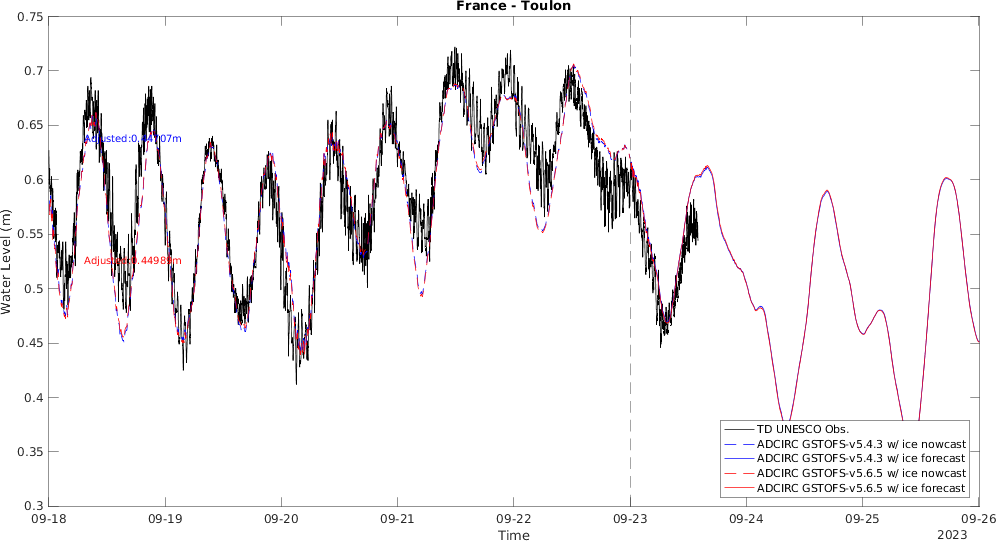 France - Toulon
0.75
0.7
0.65
0.6
0.55
0.5
0.45
0.4
0.35
0.3
Water Level (m)
Adjusted:0.44989m
TD UNESCO Obs.
ADCIRC GSTOFS-v5.4.3 w/ ice nowcast
ADCIRC GSTOFS-v5.4.3 w/ ice forecast
ADCIRC GSTOFS-v5.6.5 w/ ice nowcast
ADCIRC GSTOFS-v5.6.5 w/ ice forecast
09-18 09-19 09-20 09-21 09-22 09-23 09-24 09-25 09-26
Time
2023